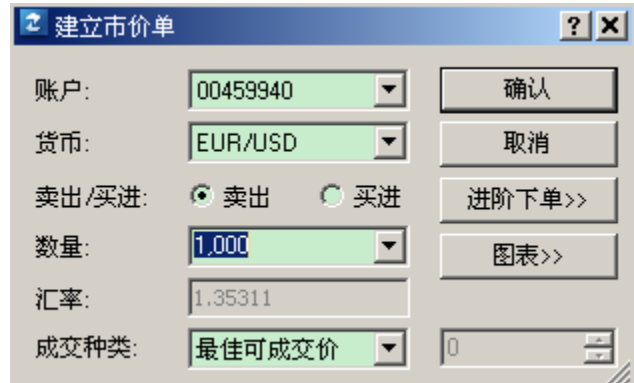 建立市价单
账户: 00459940 确认
货币: EUR/USD 取消
卖出/买进: 卖出 买进 进阶下单>>
数量: 1,000 图表>>
汇率: 1.35311
成交种类: 最佳可成交价 0